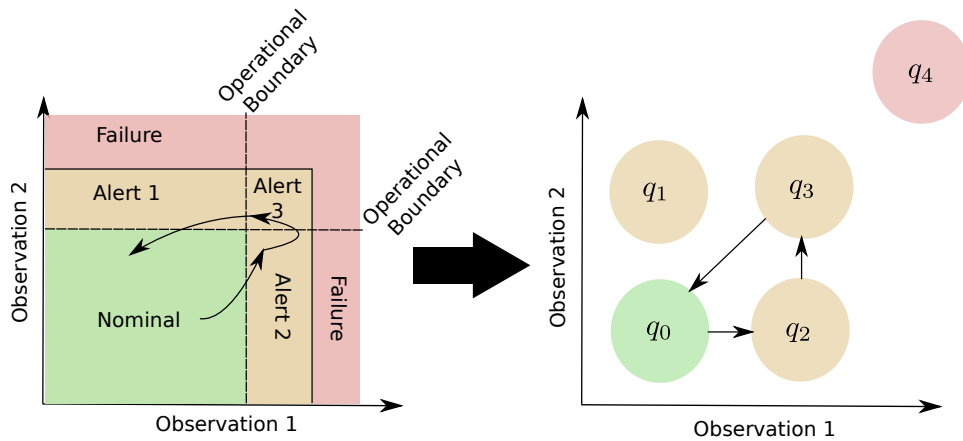 Operational
Boundary
Failure
Alert 1
Alert
3
Operational
Boundary
Observation 2
Nominal
Alert 2
Failure
Observation 1
q4
q1
q3
Observation 2
q0
q2
Observation 1